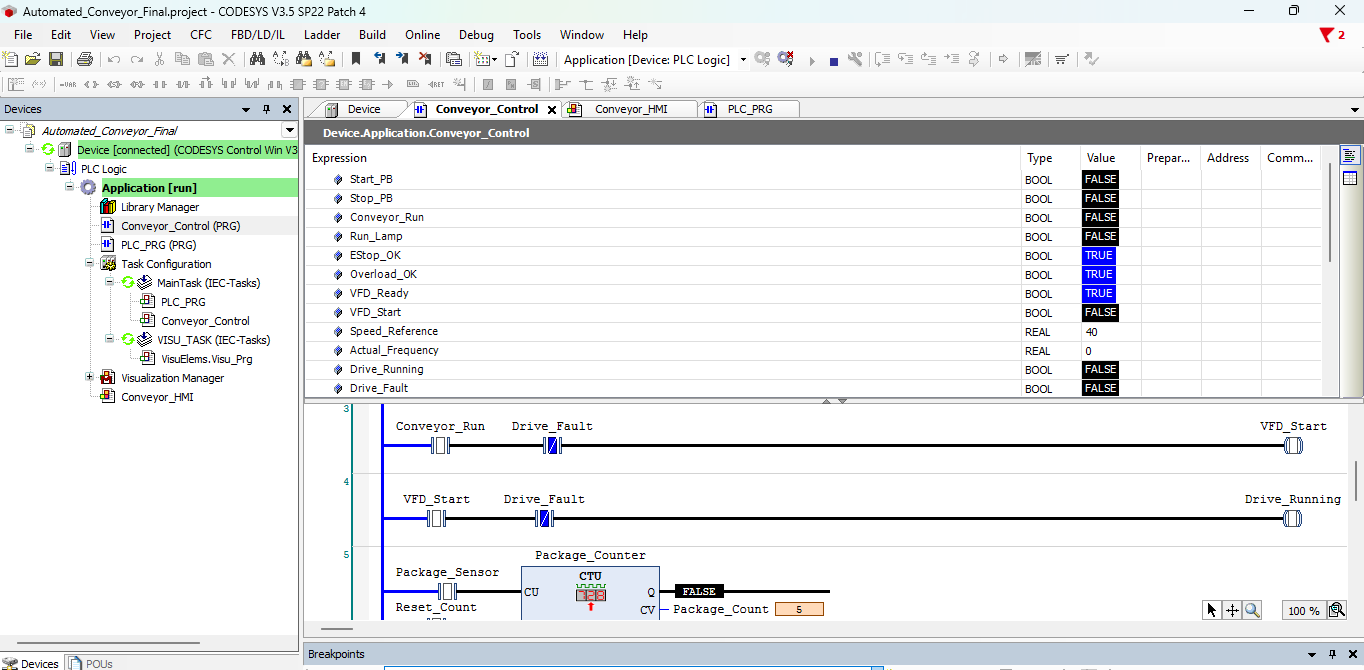 Automated_Conveyor_Final.project - CODESYS V3.5 SP22 Patch 4
File Edit View Project CFC FBD/LD/IL Ladder Build Online Debug Tools Window Help
2
Application [Device: PLC Logic]
Devices
Automated_Conveyor_Final
Device [connected] (CODESYS Control Win V3
PLC Logic
Application [run]
Library Manager
Conveyor_Control (PRG)
PLC_PRG (PRG)
Task Configuration
MainTask (IEC-Tasks)
PLC_PRG
Conveyor_Control
VISU_TASK (IEC-Tasks)
VisuElems.Visu_Prg
Visualization Manager
Conveyor_HMI
Devices POUs
Device Conveyor_Control Conveyor_HMI PLC_PRG
Device.Application.Conveyor_Control
Expression Type Value Prepar... Address Comm...
Start_PB BOOL FALSE
Stop_PB BOOL FALSE
Conveyor_Run BOOL FALSE
Run_Lamp BOOL FALSE
EStop_OK BOOL TRUE
Overload_OK BOOL TRUE
VFD_Ready BOOL TRUE
VFD_Start BOOL FALSE
Speed_Reference REAL 40
Actual_Frequency REAL 0
Drive_Running BOOL FALSE
Drive_Fault BOOL FALSE
3
Conveyor_Run Drive_Fault VFD_Start
4
VFD_Start Drive_Fault Drive_Running
5
Package_Counter
Package_Sensor CTU
CU Q FALSE
Reset_Count CV Package_Count 5
100 %
Breakpoints